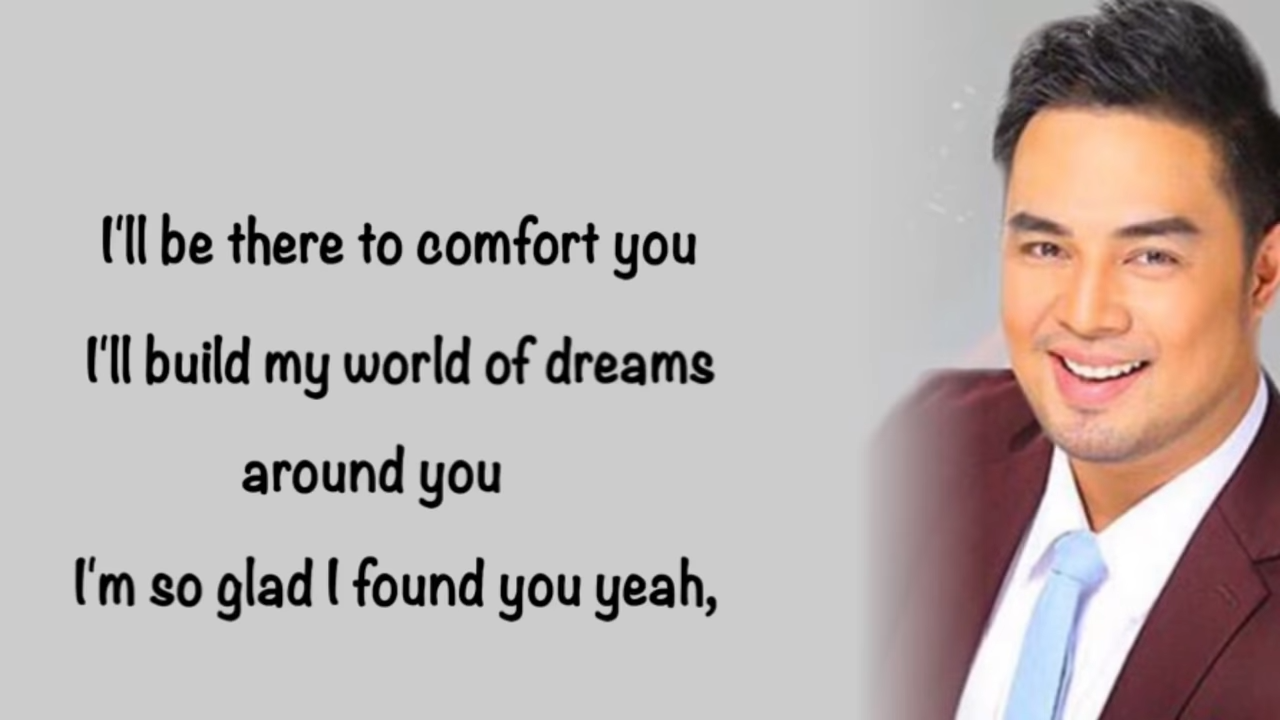 I'll be there to comfort you
I'll build my world of dreams
around you
I'm so glad I found you yeah,